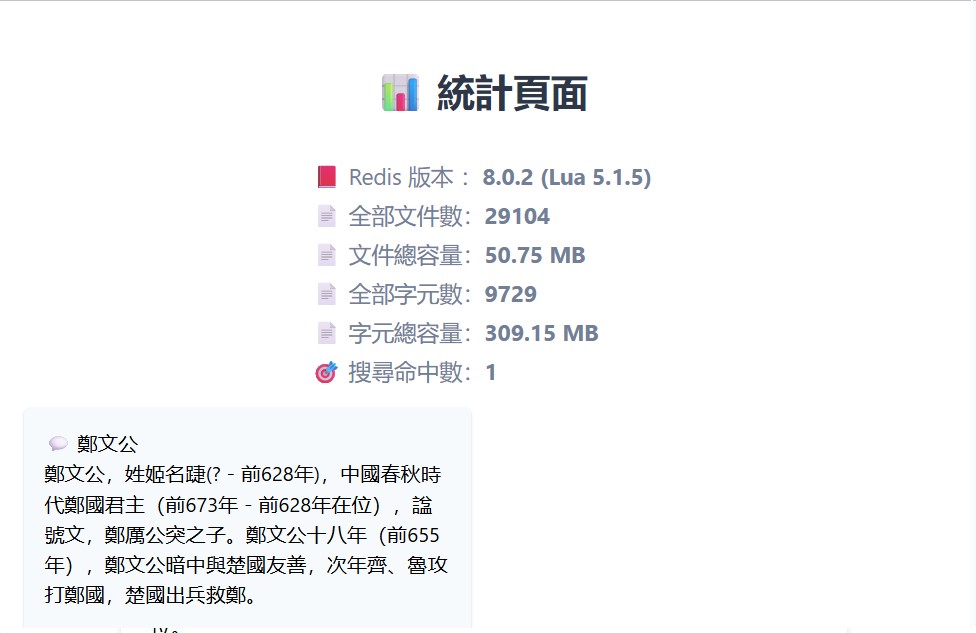 統計頁面
Redis 版本 : 8.0.2 (Lua 5.1.5)
全部文件數: 29104
文件總容量: 50.75 MB
全部字元數: 9729
字元總容量: 309.15 MB
搜尋命中數: 1
鄭文公
鄭文公，姓姬名踕(? - 前628年)，中國春秋時
代鄭國君主（前673年 - 前628年在位），諡
號文，鄭厲公突之子。鄭文公十八年（前655
年），鄭文公暗中與楚國友善，次年齊、魯攻
打鄭國，楚國出兵救鄭。